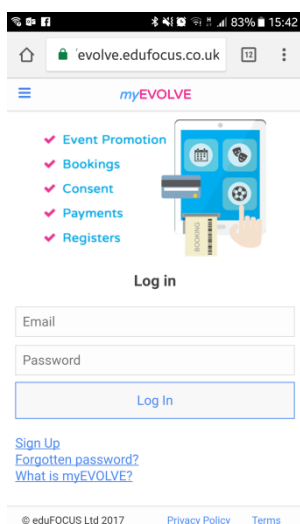 83% 15:42
evolve.edufocus.co.uk 12
myEVOLVE
Event Promotion
Bookings
Consent
Payments
Registers
BOOKING
Log in
Email
Password
Log In
Sign Up
Forgotten password?
What is myEVOLVE?
© eduFOCUS Ltd 2017 Privacy Policy Terms